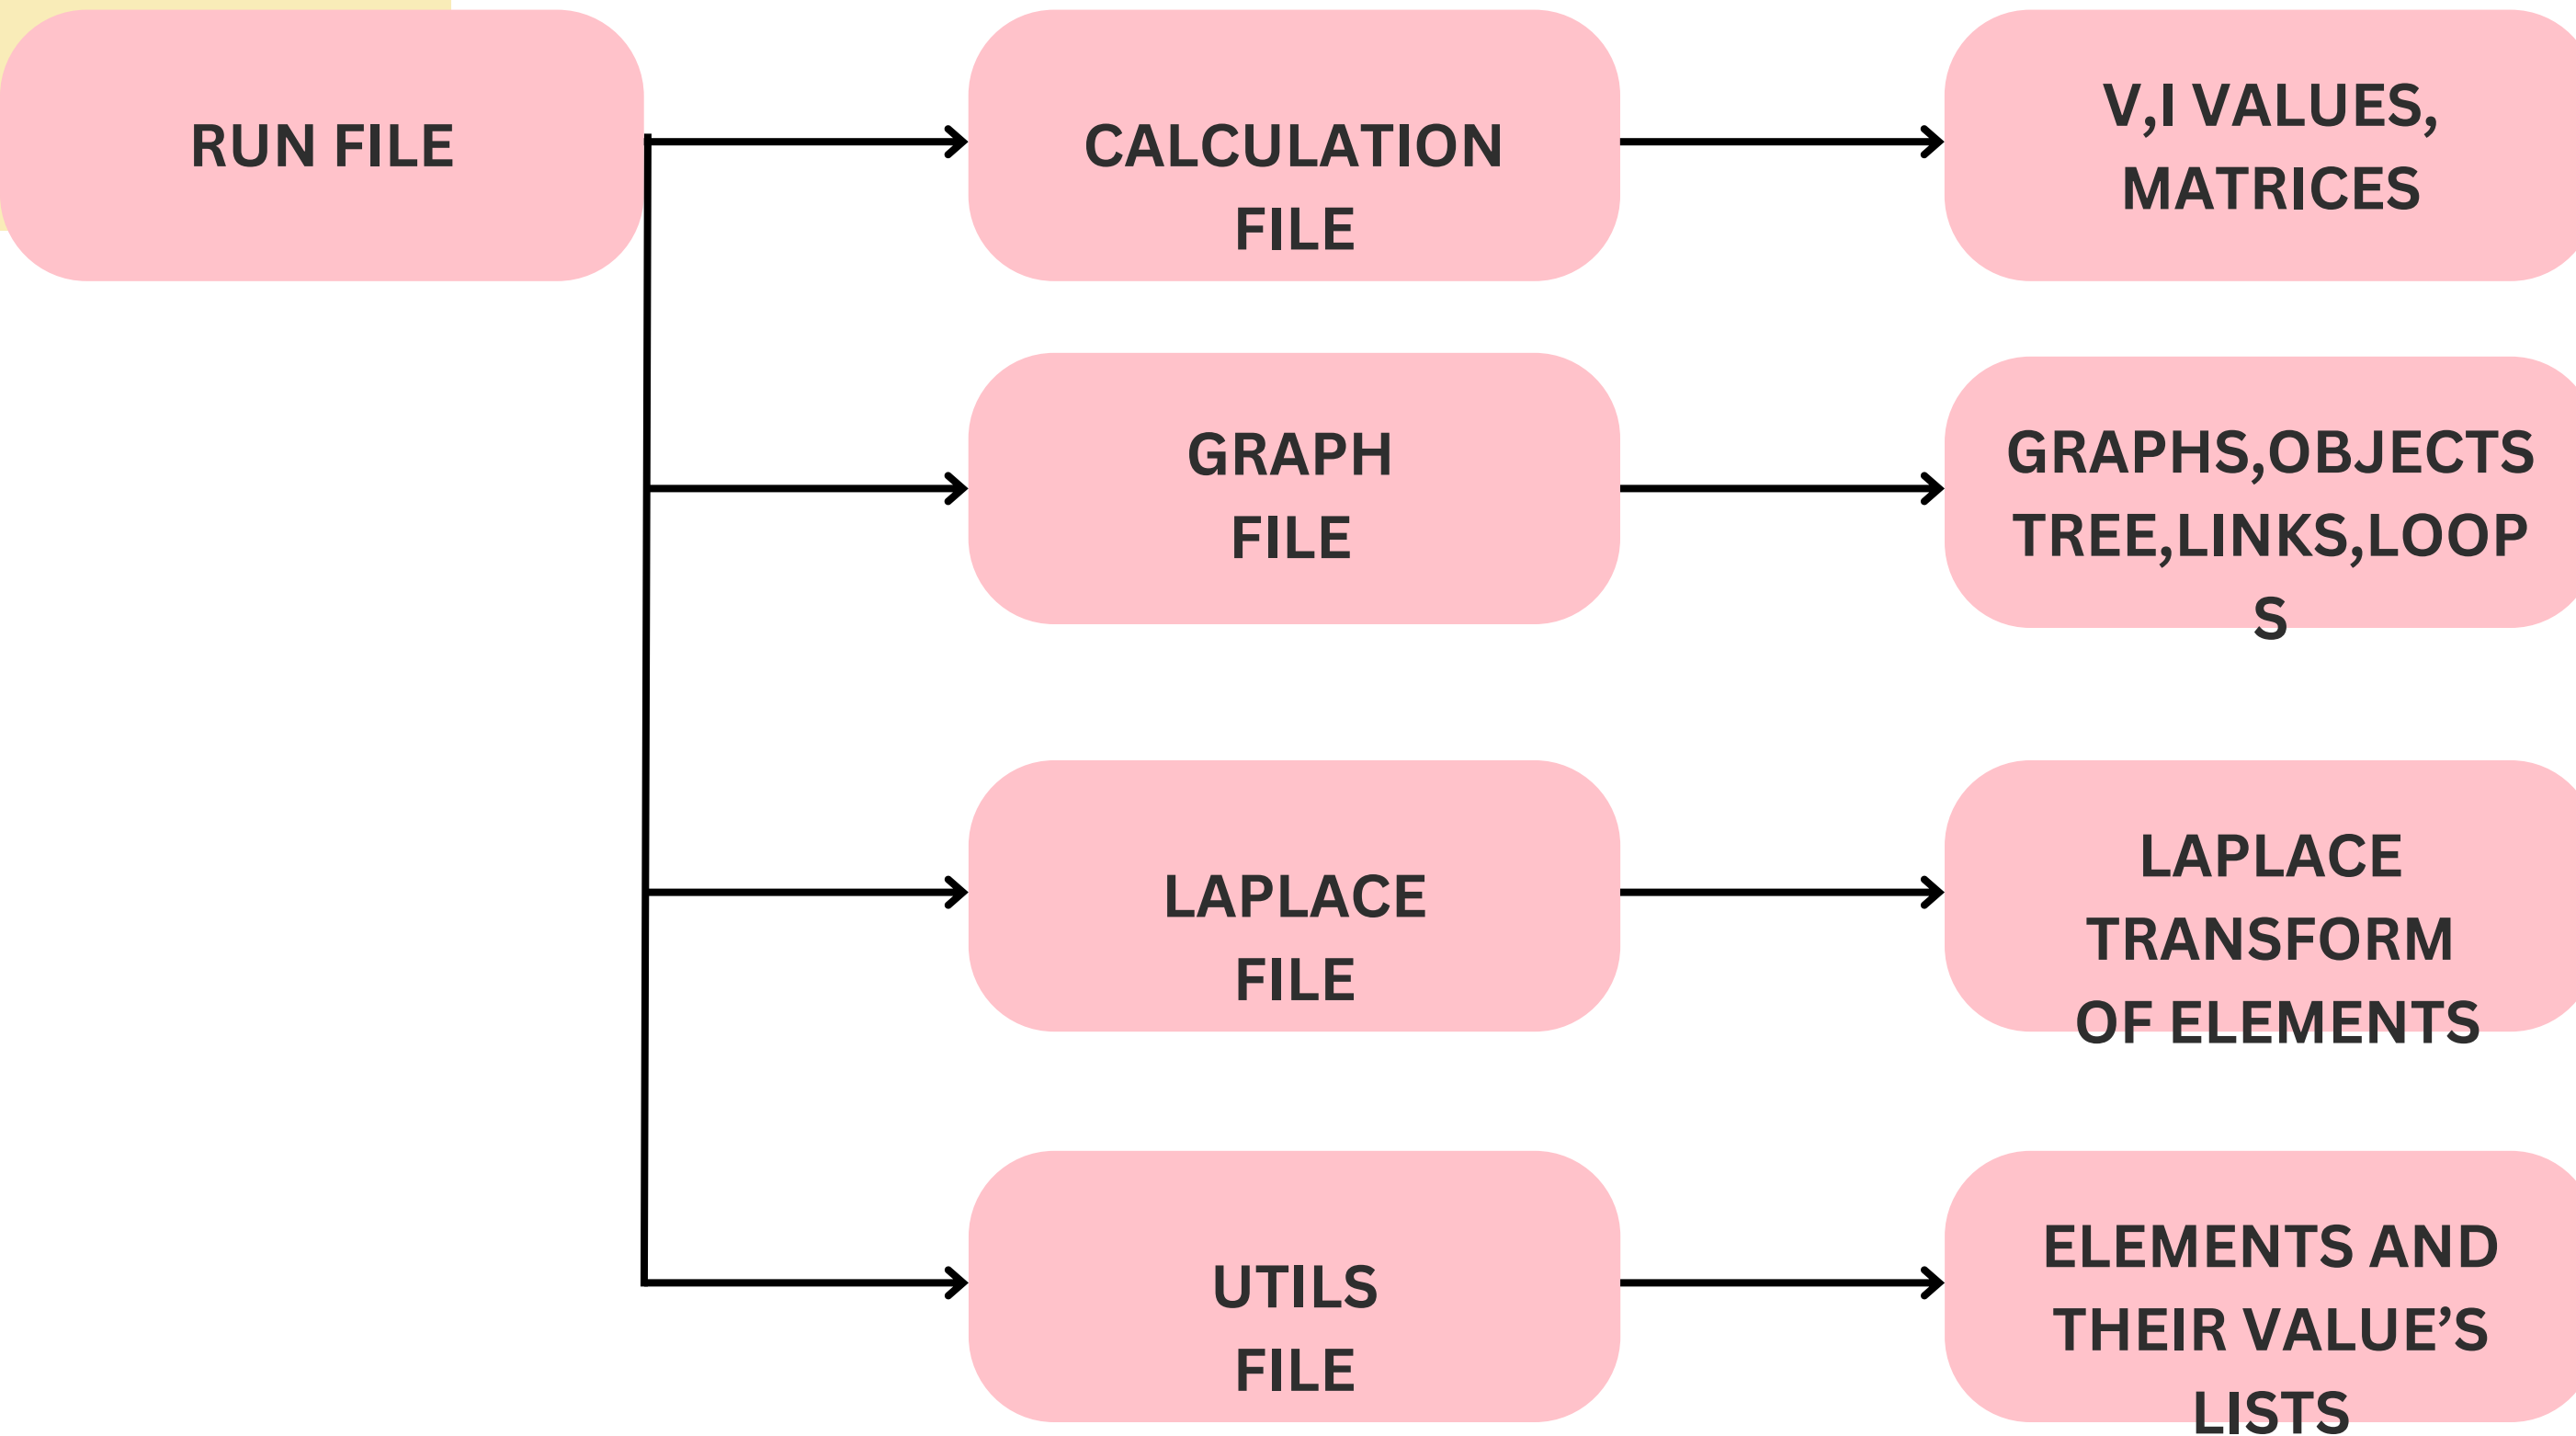 RUN FILE
CALCULATION
FILE
V,I VALUES,
MATRICES
GRAPH
FILE
GRAPHS,OBJECTS
TREE,LINKS,LOOP
S
LAPLACE
FILE
LAPLACE
TRANSFORM
OF ELEMENTS
UTILS
FILE
ELEMENTS AND
THEIR VALUE’S
LISTS